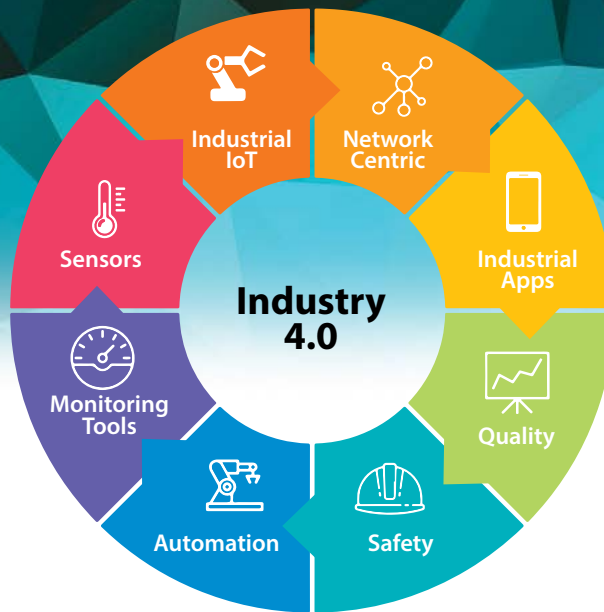 Industrial
IoT
Network
Centric
Industrial
Apps
Quality
Safety
Automation
Monitoring
Tools
Sensors
Industry
4.0